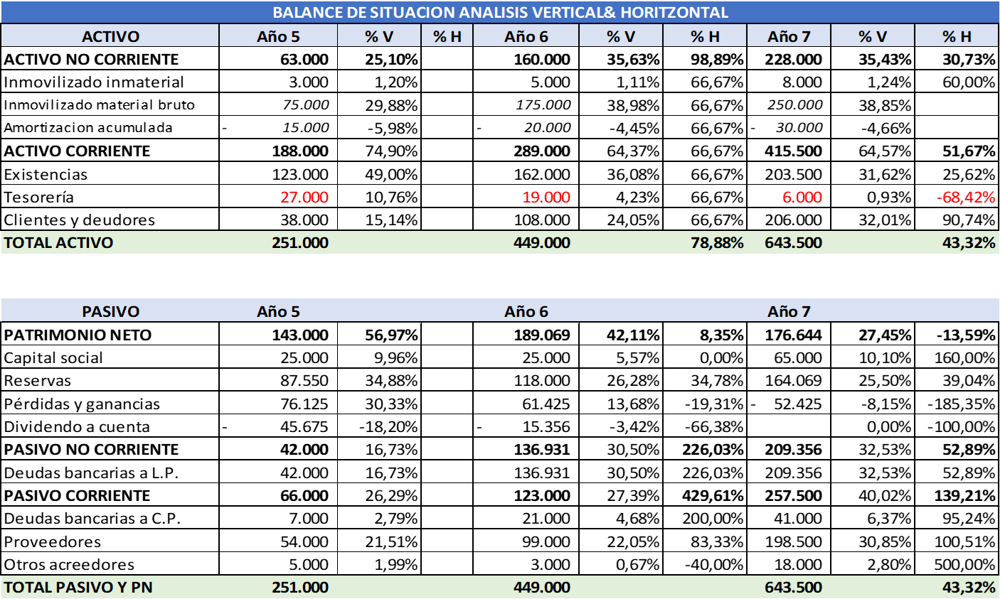 BALANCE DE SITUACION ANALISIS VERTICAL& HORITZONTAL
ACTIVO Año 5 % V % H Año 6 % V % H Año 7 % V % H
ACTIVO NO CORRIENTE 63.000 25,10% 160.000 35,63% 98,89% 228.000 35,43% 30,73%
Inmovilizado inmaterial 3.000 1,20% 5.000 1,11% 66,67% 8.000 1,24% 60,00%
Inmovilizado material bruto 75.000 29,88% 175.000 38,98% 66,67% 250.000 38,85%
Amortizacion acumulada - 15.000 -5,98% - 20.000 -4,45% 66,67% - 30.000 -4,66%
ACTIVO CORRIENTE 188.000 74,90% 289.000 64,37% 66,67% 415.500 64,57% 51,67%
Existencias 123.000 49,00% 162.000 36,08% 66,67% 203.500 31,62% 25,62%
Tesorería 27.000 10,76% 19.000 4,23% 66,67% 6.000 0,93% -68,42%
Clientes y deudores 38.000 15,14% 108.000 24,05% 66,67% 206.000 32,01% 90,74%
TOTAL ACTIVO 251.000 449.000 78,88% 643.500 43,32%
PASIVO Año 5 Año 6 Año 7
PATRIMONIO NETO 143.000 56,97% 189.069 42,11% 8,35% 176.644 27,45% -13,59%
Capital social 25.000 9,96% 25.000 5,57% 0,00% 65.000 10,10% 160,00%
Reservas 87.550 34,88% 118.000 26,28% 34,78% 164.069 25,50% 39,04%
Pérdidas y ganancias 76.125 30,33% 61.425 13,68% -19,31% - 52.425 -8,15% -185,35%
Dividendo a cuenta - 45.675 -18,20% - 15.356 -3,42% -66,38% 0,00% -100,00%
PASIVO NO CORRIENTE 42.000 16,73% 136.931 30,50% 226,03% 209.356 32,53% 52,89%
Deudas bancarias a L.P. 42.000 16,73% 136.931 30,50% 226,03% 209.356 32,53% 52,89%
PASIVO CORRIENTE 66.000 26,29% 123.000 27,39% 429,61% 257.500 40,02% 139,21%
Deudas bancarias a C.P. 7.000 2,79% 21.000 4,68% 200,00% 41.000 6,37% 95,24%
Proveedores 54.000 21,51% 99.000 22,05% 83,33% 198.500 30,85% 100,51%
Otros acreedores 5.000 1,99% 3.000 0,67% -40,00% 18.000 2,80% 500,00%
TOTAL PASIVO Y PN 251.000 449.000 643.500 43,32%